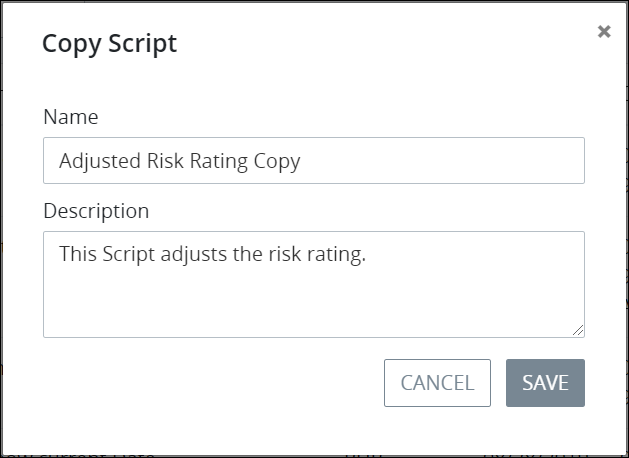 Copy Script
×
Name
Adjusted Risk Rating Copy
Description
This Script adjusts the risk rating.
CANCEL
SAVE